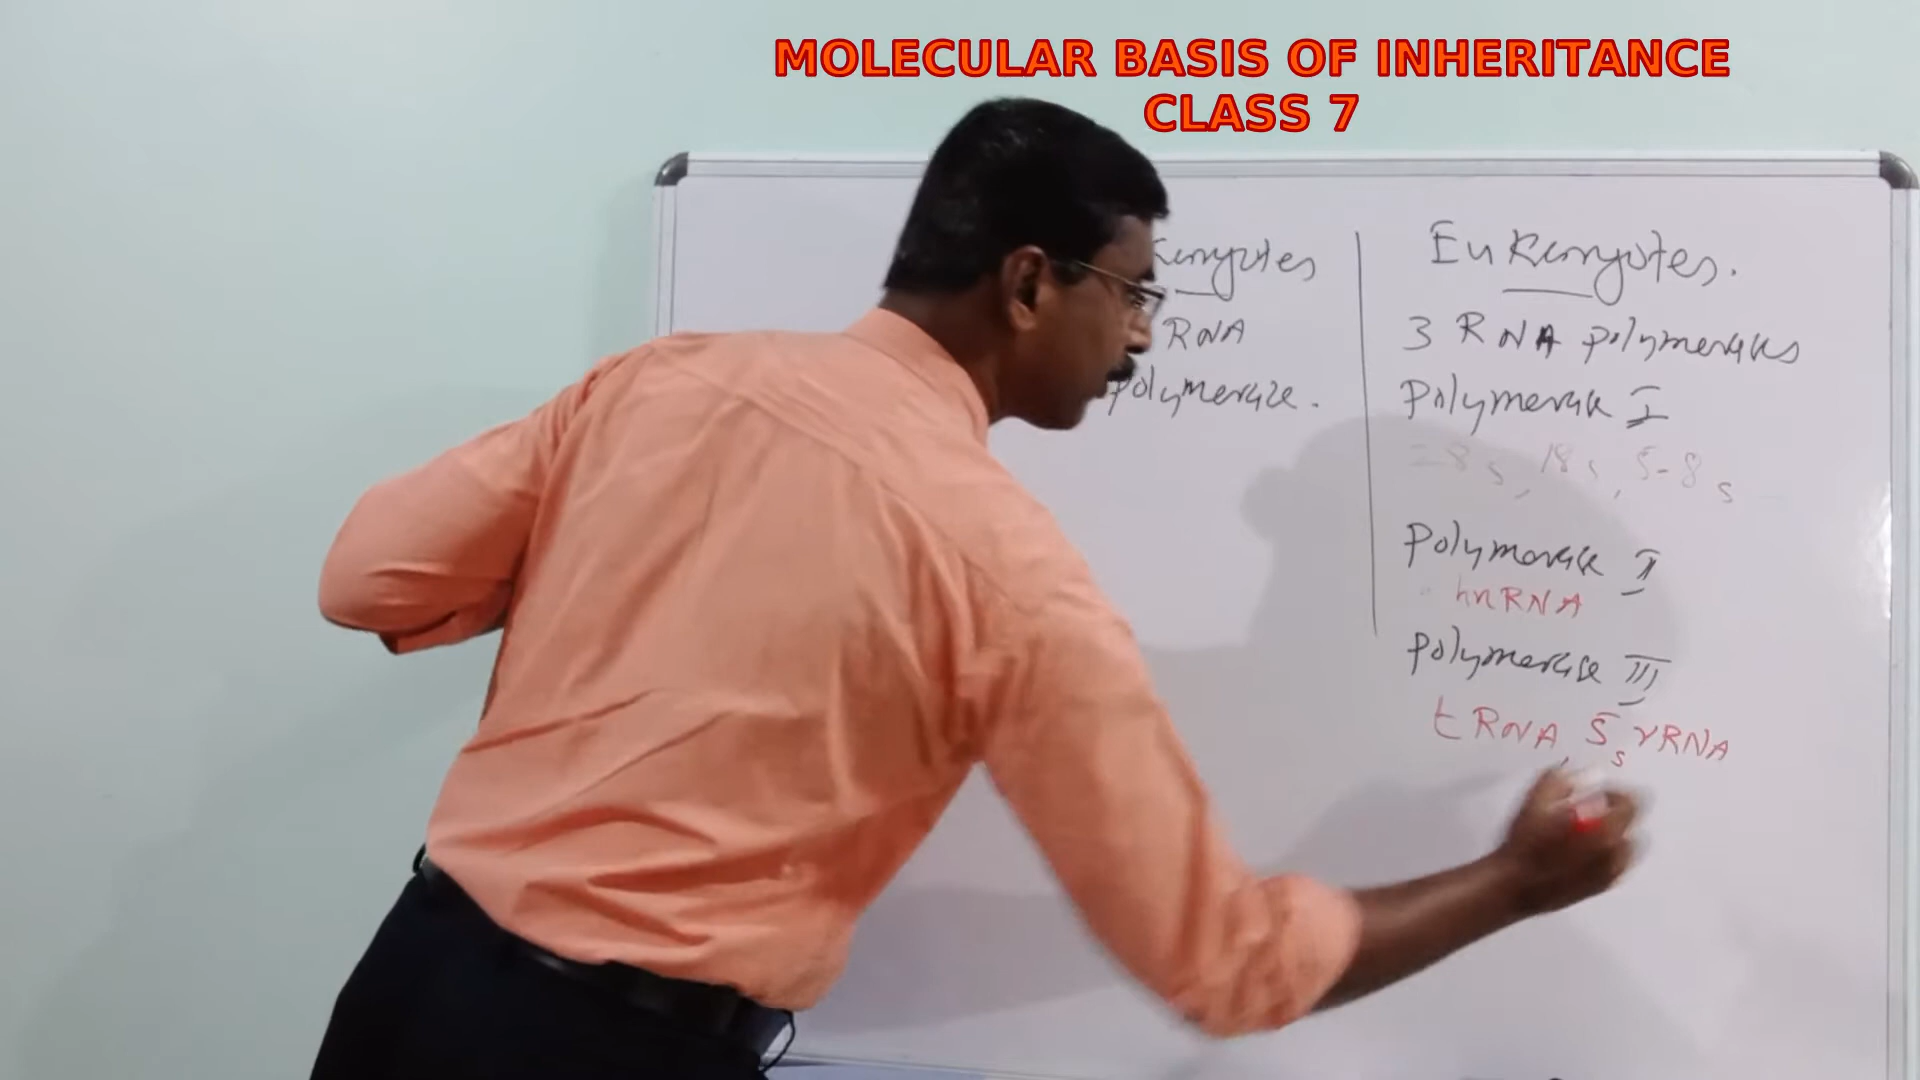 MOLECULAR BASIS OF INHERITANCE
CLASS 7
RNA
polymerase.
Eukaryotes.
3 RNA polymerases
Polymerase I
28s, 18s, 5-8s
Polymerase II
hnRNA
Polymerase III
tRNA, 5s rRNA